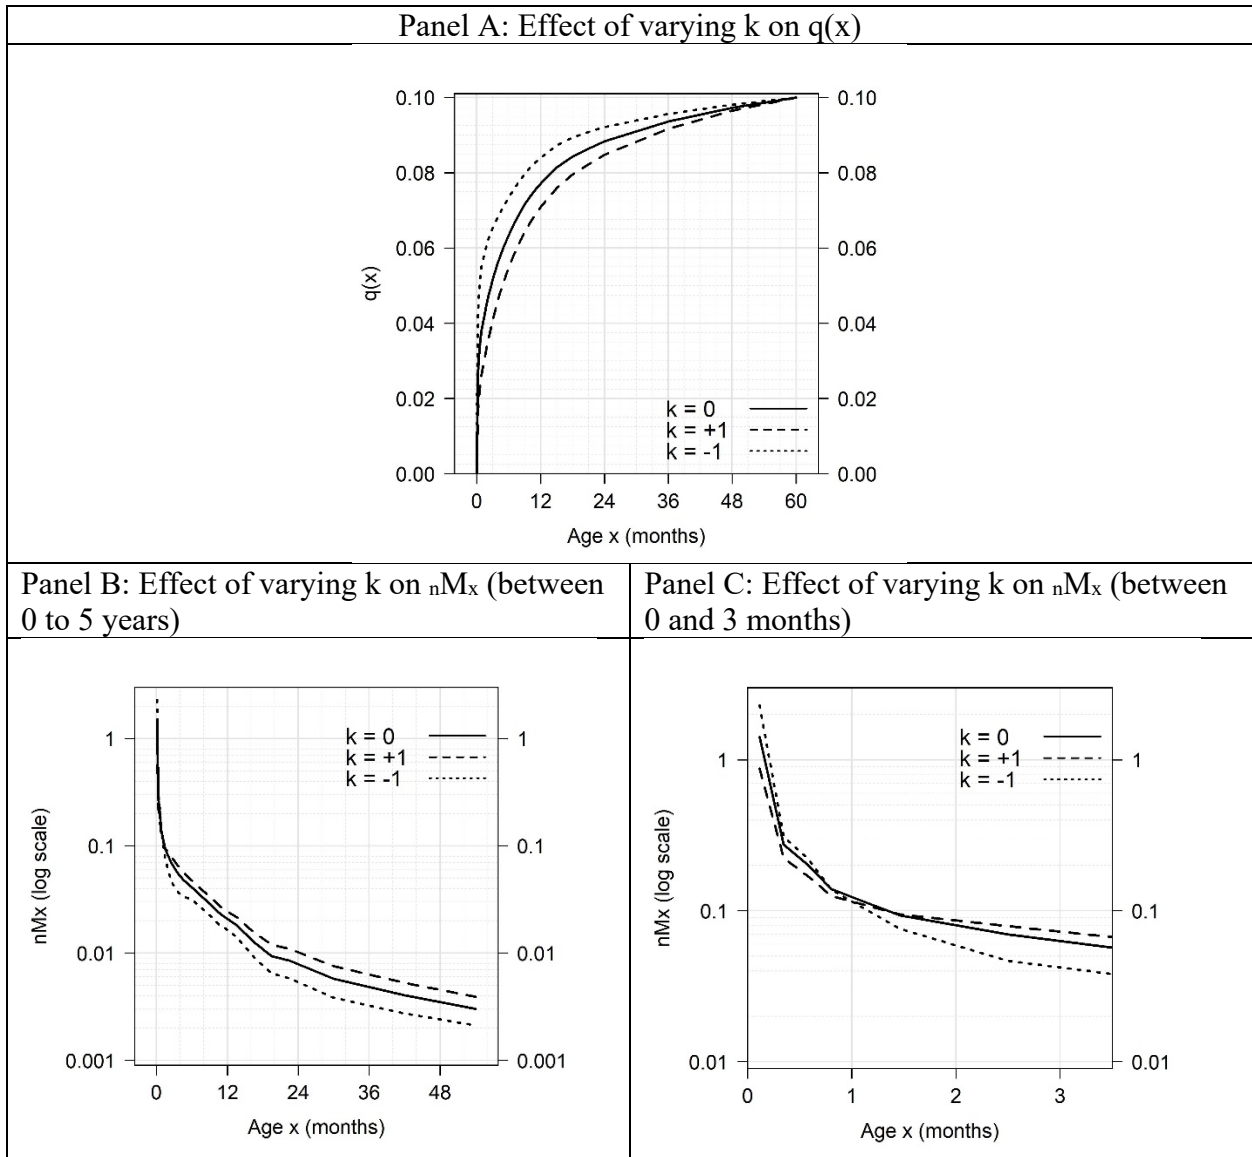 Panel A: Effect of varying k on q(x)
0.10
0.08
0.06
0.04
0.02
0.00
q(x)
0.10
0.08
0.06
0.04
0.02
0.00
k = 0
k = +1
k = -1
0 12 24 36 48 60
Age x (months)
Panel B: Effect of varying k on nMx (between
0 to 5 years)
1
0.1
0.01
0.001
nMx (log scale)
1
0.1
0.01
0.001
k = 0
k = +1
k = -1
0 12 24 36 48
Age x (months)
Panel C: Effect of varying k on nMx (between
0 and 3 months)
1
0.1
0.01
nMx (log scale)
1
0.1
0.01
k = 0
k = +1
k = -1
0 1 2 3
Age x (months)